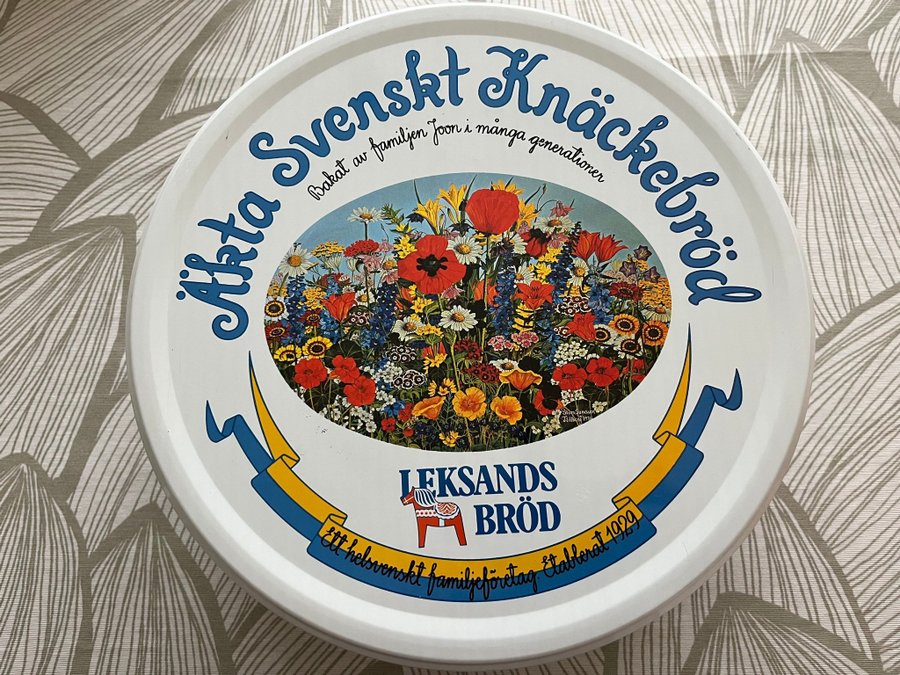 Äkta Svenskt Knäckebröd
Bakat av familjen Joon i många generationer
LEKSANDS
BRÖD
Ett helsvenskt familjeföretag. Etablerat 1929